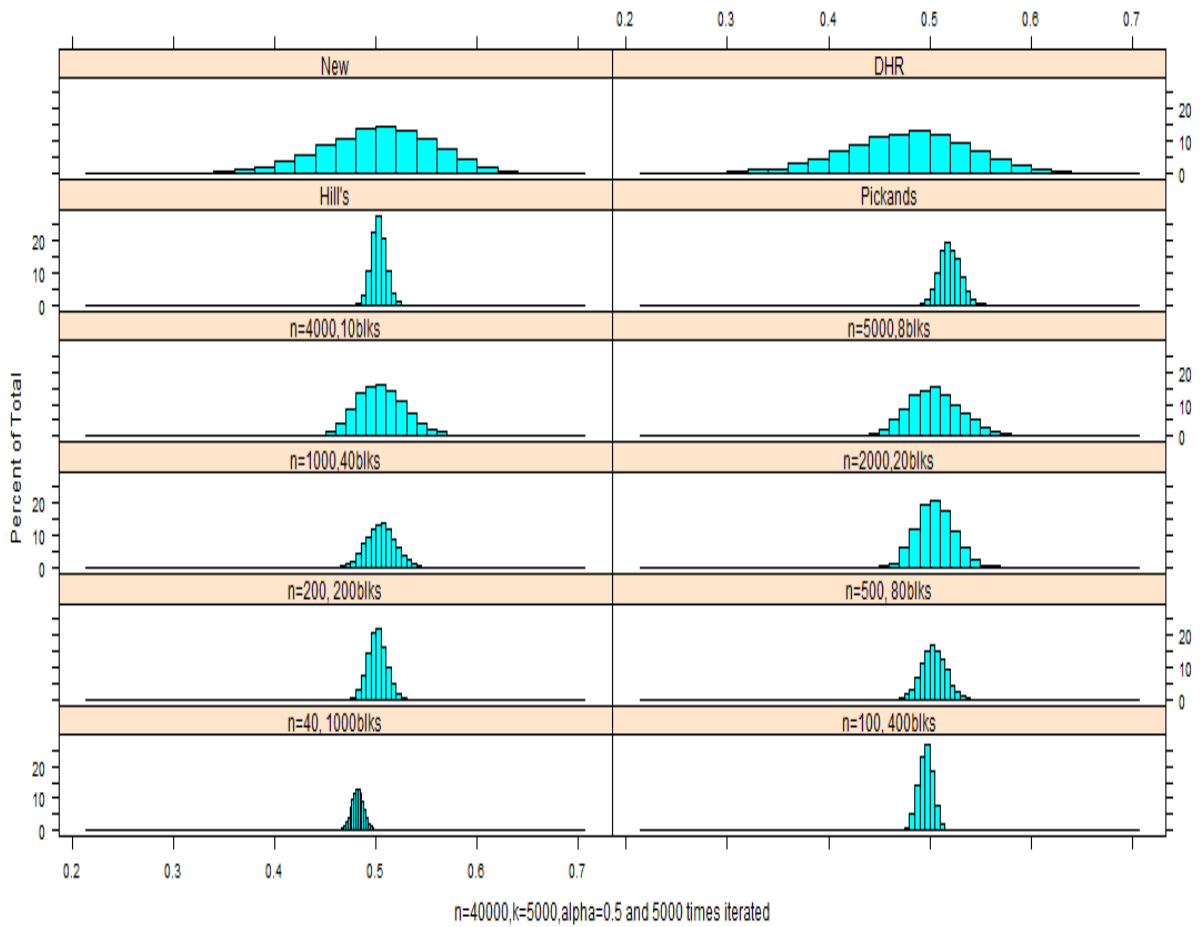 0.2 0.3 0.4 0.5 0.6 0.7
New DHR
20
10
0
Hill's Pickands
20
10
0
n=4000,10blks n=5000,8blks
20
10
0
n=1000,40blks n=2000,20blks
20
10
0
n=200, 200blks n=500, 80blks
20
10
0
n=40, 1000blks n=100, 400blks
20
10
0
Percent of Total
0.2 0.3 0.4 0.5 0.6 0.7
n=40000,k=5000,alpha=0.5 and 5000 times iterated